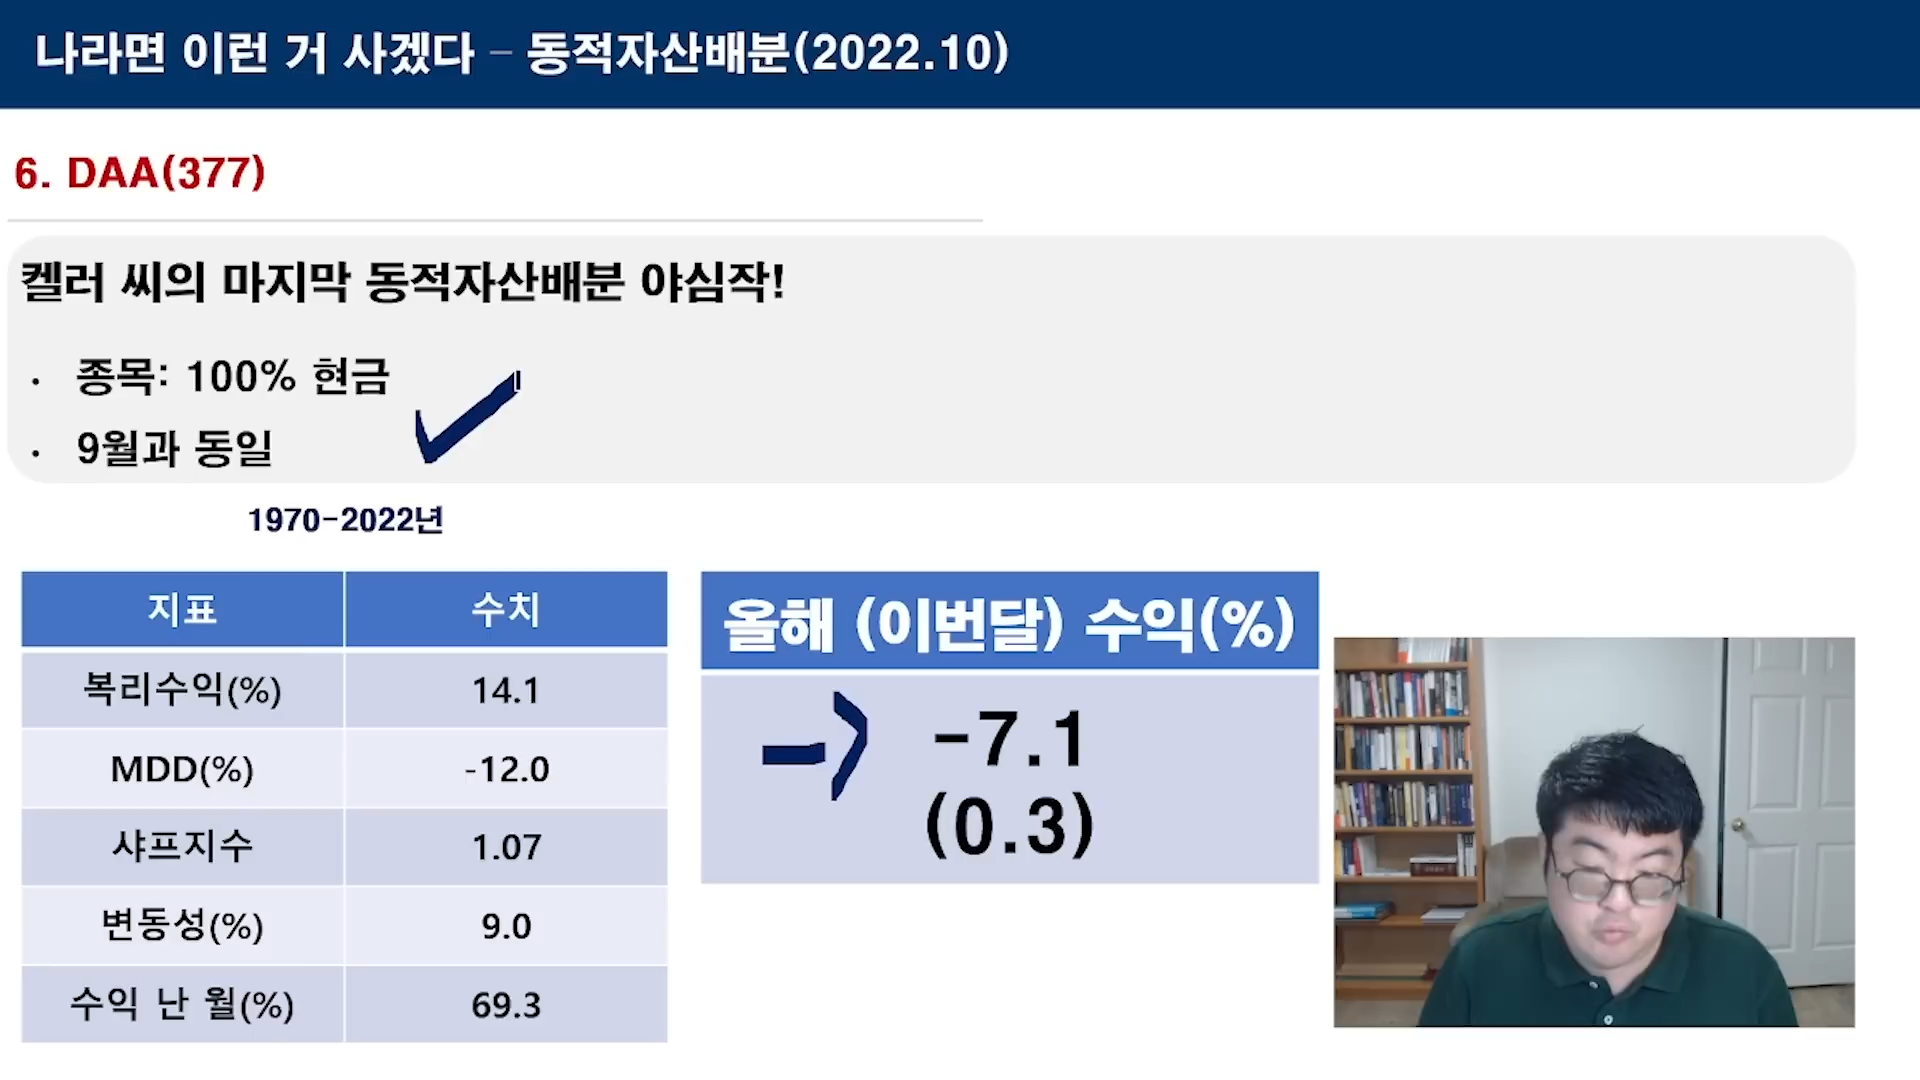 나라면 이런 거 사겠다 - 동적자산배분(2022.10)
6. DAA(377)
켈러 씨의 마지막 동적자산배분 야심작!
· 종목: 100% 현금
· 9월과 동일
1970-2022년
지표 수치
복리수익(%) 14.1
MDD(%) -12.0
샤프지수 1.07
변동성(%) 9.0
수익 난 월(%) 69.3
올해 (이번달) 수익(%)
-7.1
(0.3)